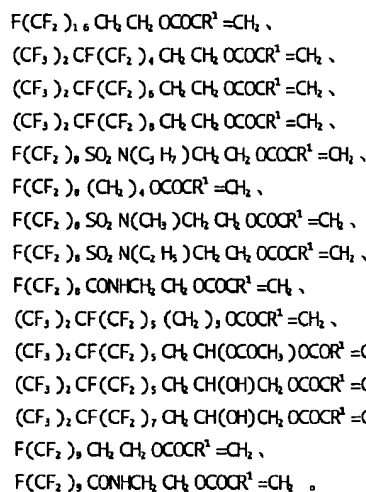 F(CF₂)₁₆CH₂CH₂OCOCR¹=CH₂、
(CF₃)₂CF(CF₂)₄CH₂CH₂OCOCR¹=CH₂、
(CF₃)₂CF(CF₂)₆CH₂CH₂OCOCR¹=CH₂、
(CF₃)₂CF(CF₂)₈CH₂CH₂OCOCR¹=CH₂、
F(CF₂)₈SO₂N(C₃H₇)CH₂CH₂OCOCR¹=CH₂、
F(CF₂)₈(CH₂)₄OCOCR¹=CH₂、
F(CF₂)₈SO₂N(CH₃)CH₂CH₂OCOCR¹=CH₂、
F(CF₂)₈SO₂N(C₂H₅)CH₂CH₂OCOCR¹=CH₂、
F(CF₂)₈CONHCH₂CH₂OCOCR¹=CH₂、
(CF₃)₂CF(CF₂)₅(CH₂)₃OCOCR¹=CH₂、
(CF₃)₂CF(CF₂)₅CH₂CH(OCOCH₃)OCOR¹=
(CF₃)₂CF(CF₂)₅CH₂CH(OH)CH₂OCOCR¹=
(CF₃)₂CF(CF₂)₇CH₂CH(OH)CH₂OCOCR¹=
F(CF₂)₉CH₂CH₂OCOCR¹=CH₂、
F(CF₂)₉CONHCH₂CH₂OCOCR¹=CH₂。